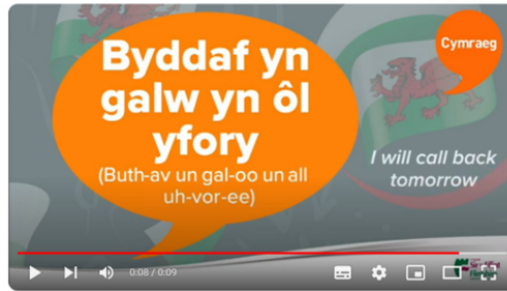 Cymraeg
Byddaf yn
galw yn ôl
yfory
(Buth-av un gal-oo un all
uh-vor-ee)
I will call back
tomorrow
0:08 / 0:09